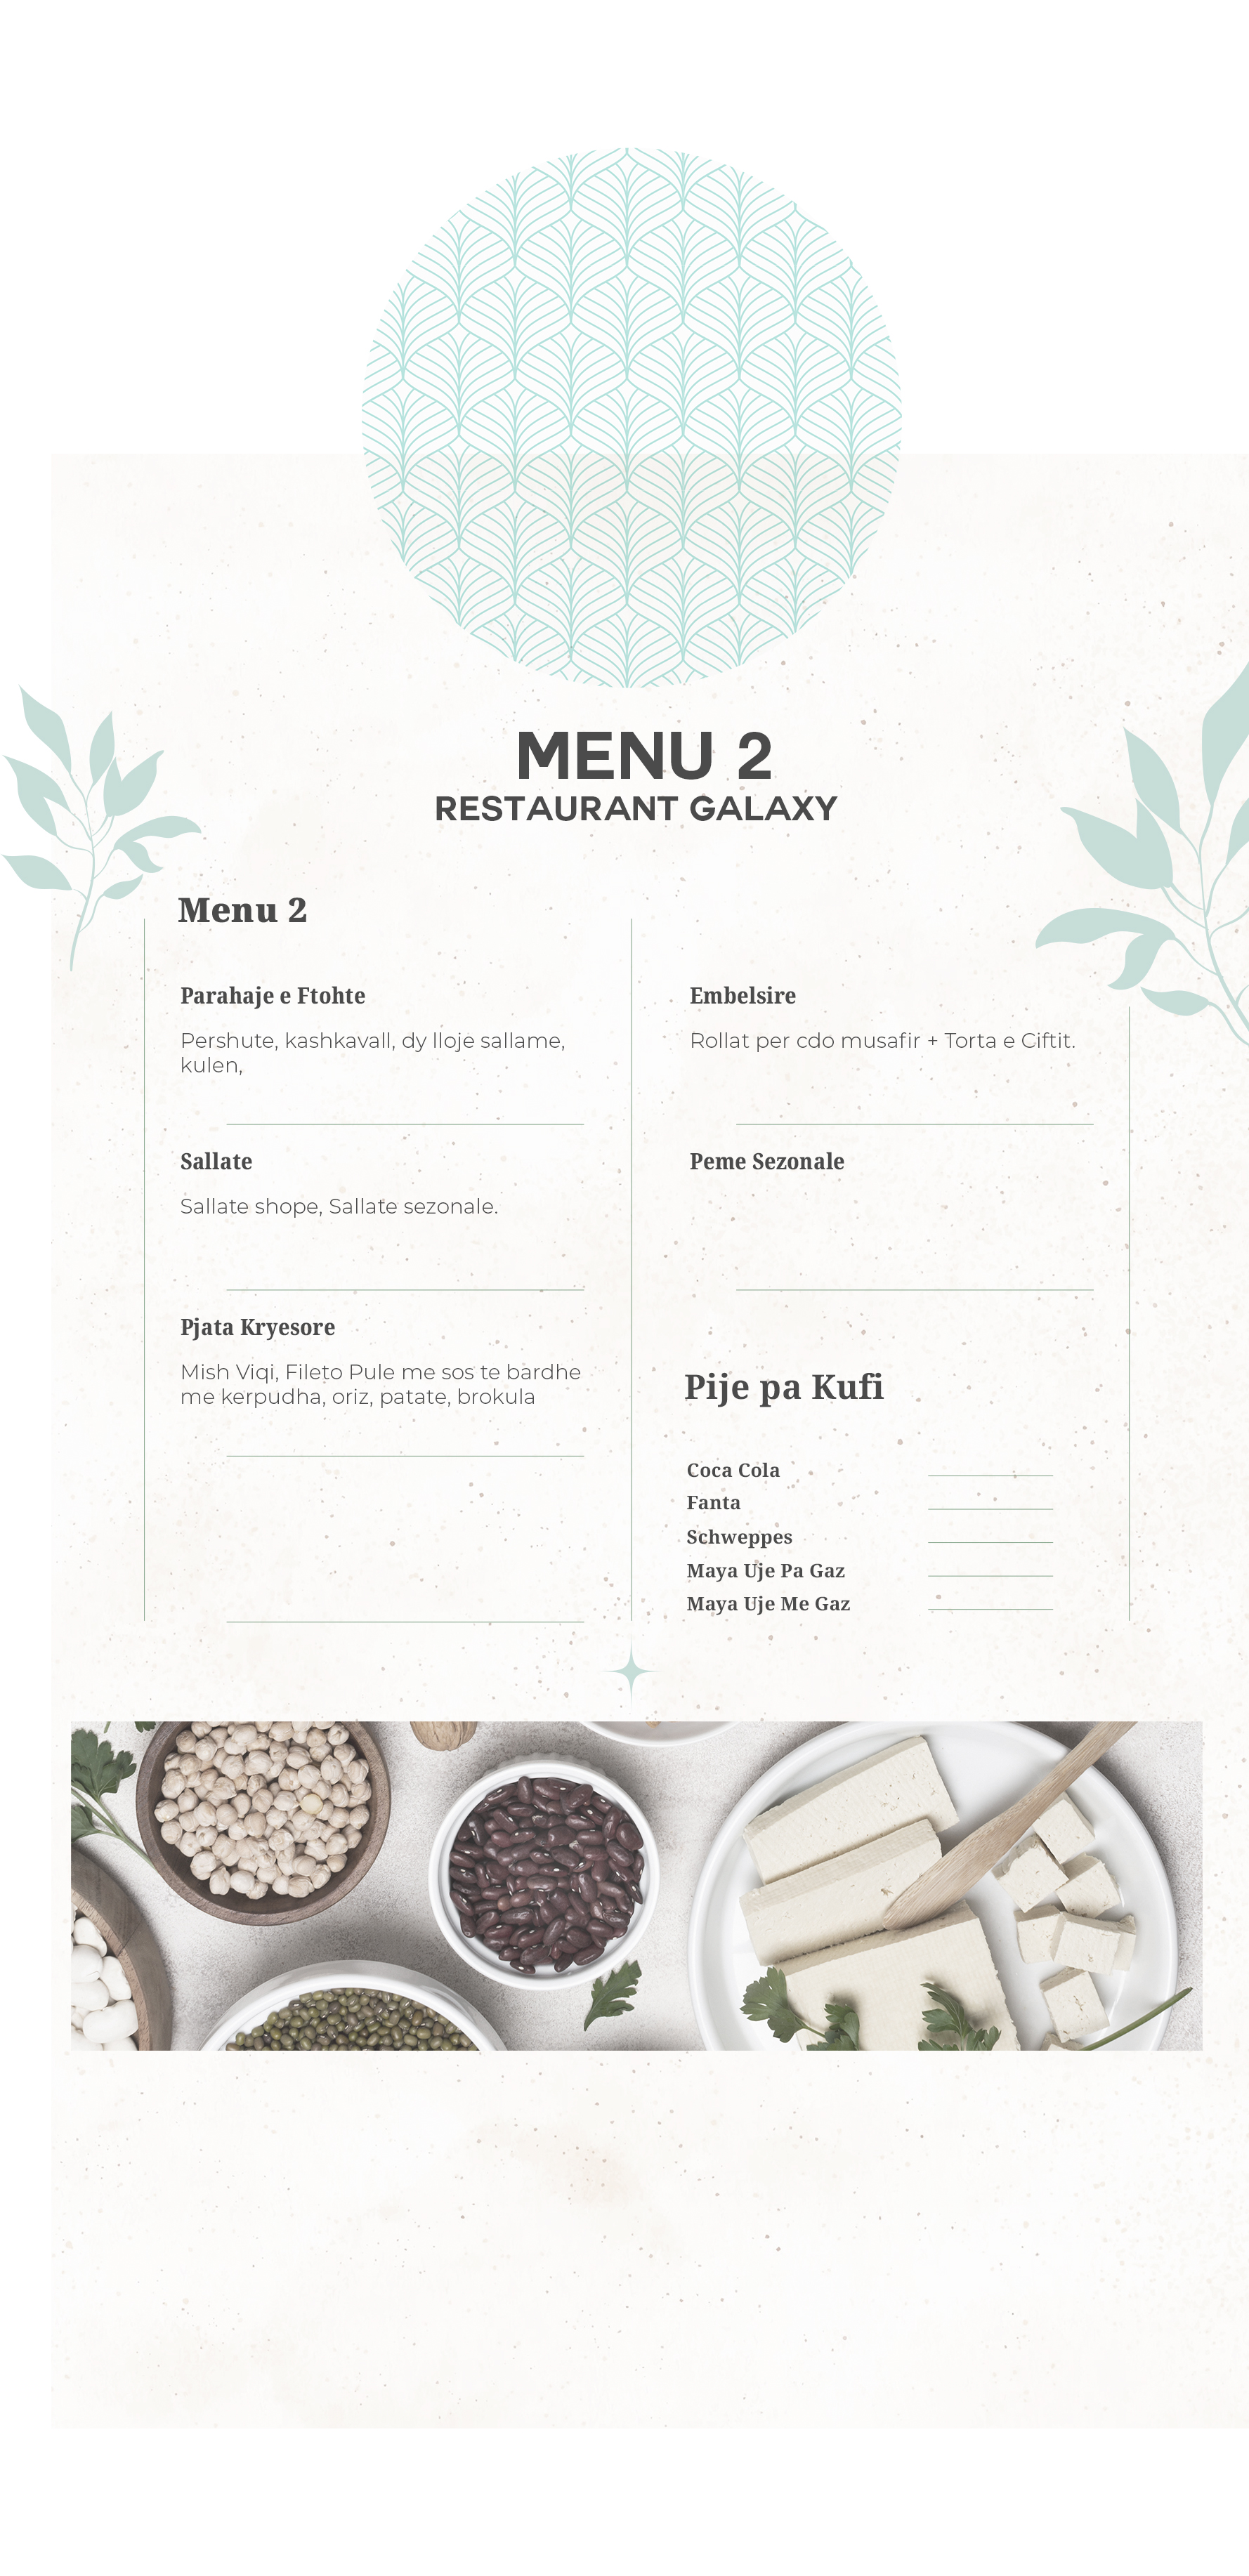 MENU 2
RESTAURANT GALAXY
Menu 2
Parahaje e Ftohte
Pershute, kashkavall, dy lloje sallame,
kulen,
Sallate
Sallate shope, Sallate sezonale.
Pjata Kryesore
Mish Viqi, Fileto Pule me sos te bardhe
me kerpudha, oriz, patate, brokula
Embelsire
Rollat per cdo musafir + Torta e Ciftit.
Peme Sezonale
Pije pa Kufi
Coca Cola
Fanta
Schweppes
Maya Uje Pa Gaz
Maya Uje Me Gaz